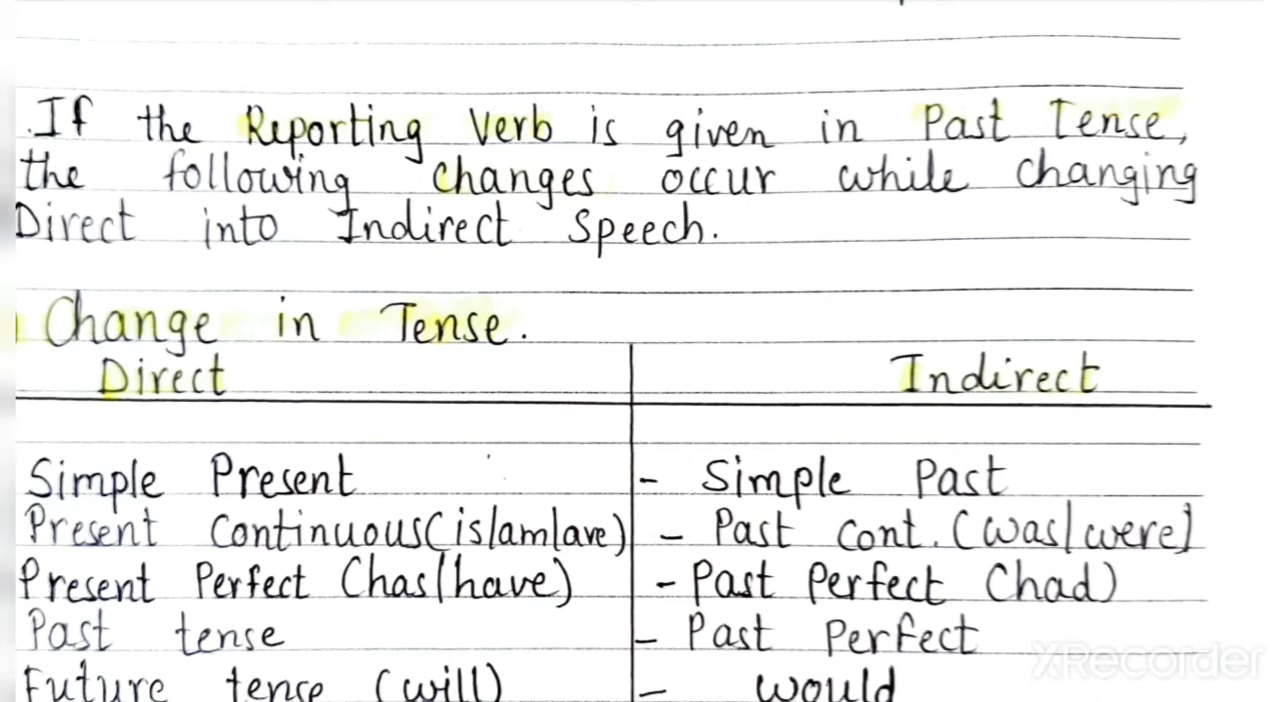 If the Reporting Verb is given in Past Tense,
the following changes occur while changing
Direct into Indirect Speech.
Change in Tense.
Direct Indirect
Simple Present - Simple Past
Present Continuous (is/am/are) - Past Cont. (was/were)
Present Perfect (has/have) - Past Perfect (had)
Past tense - Past Perfect
Future tense (will) - would
XRecorder